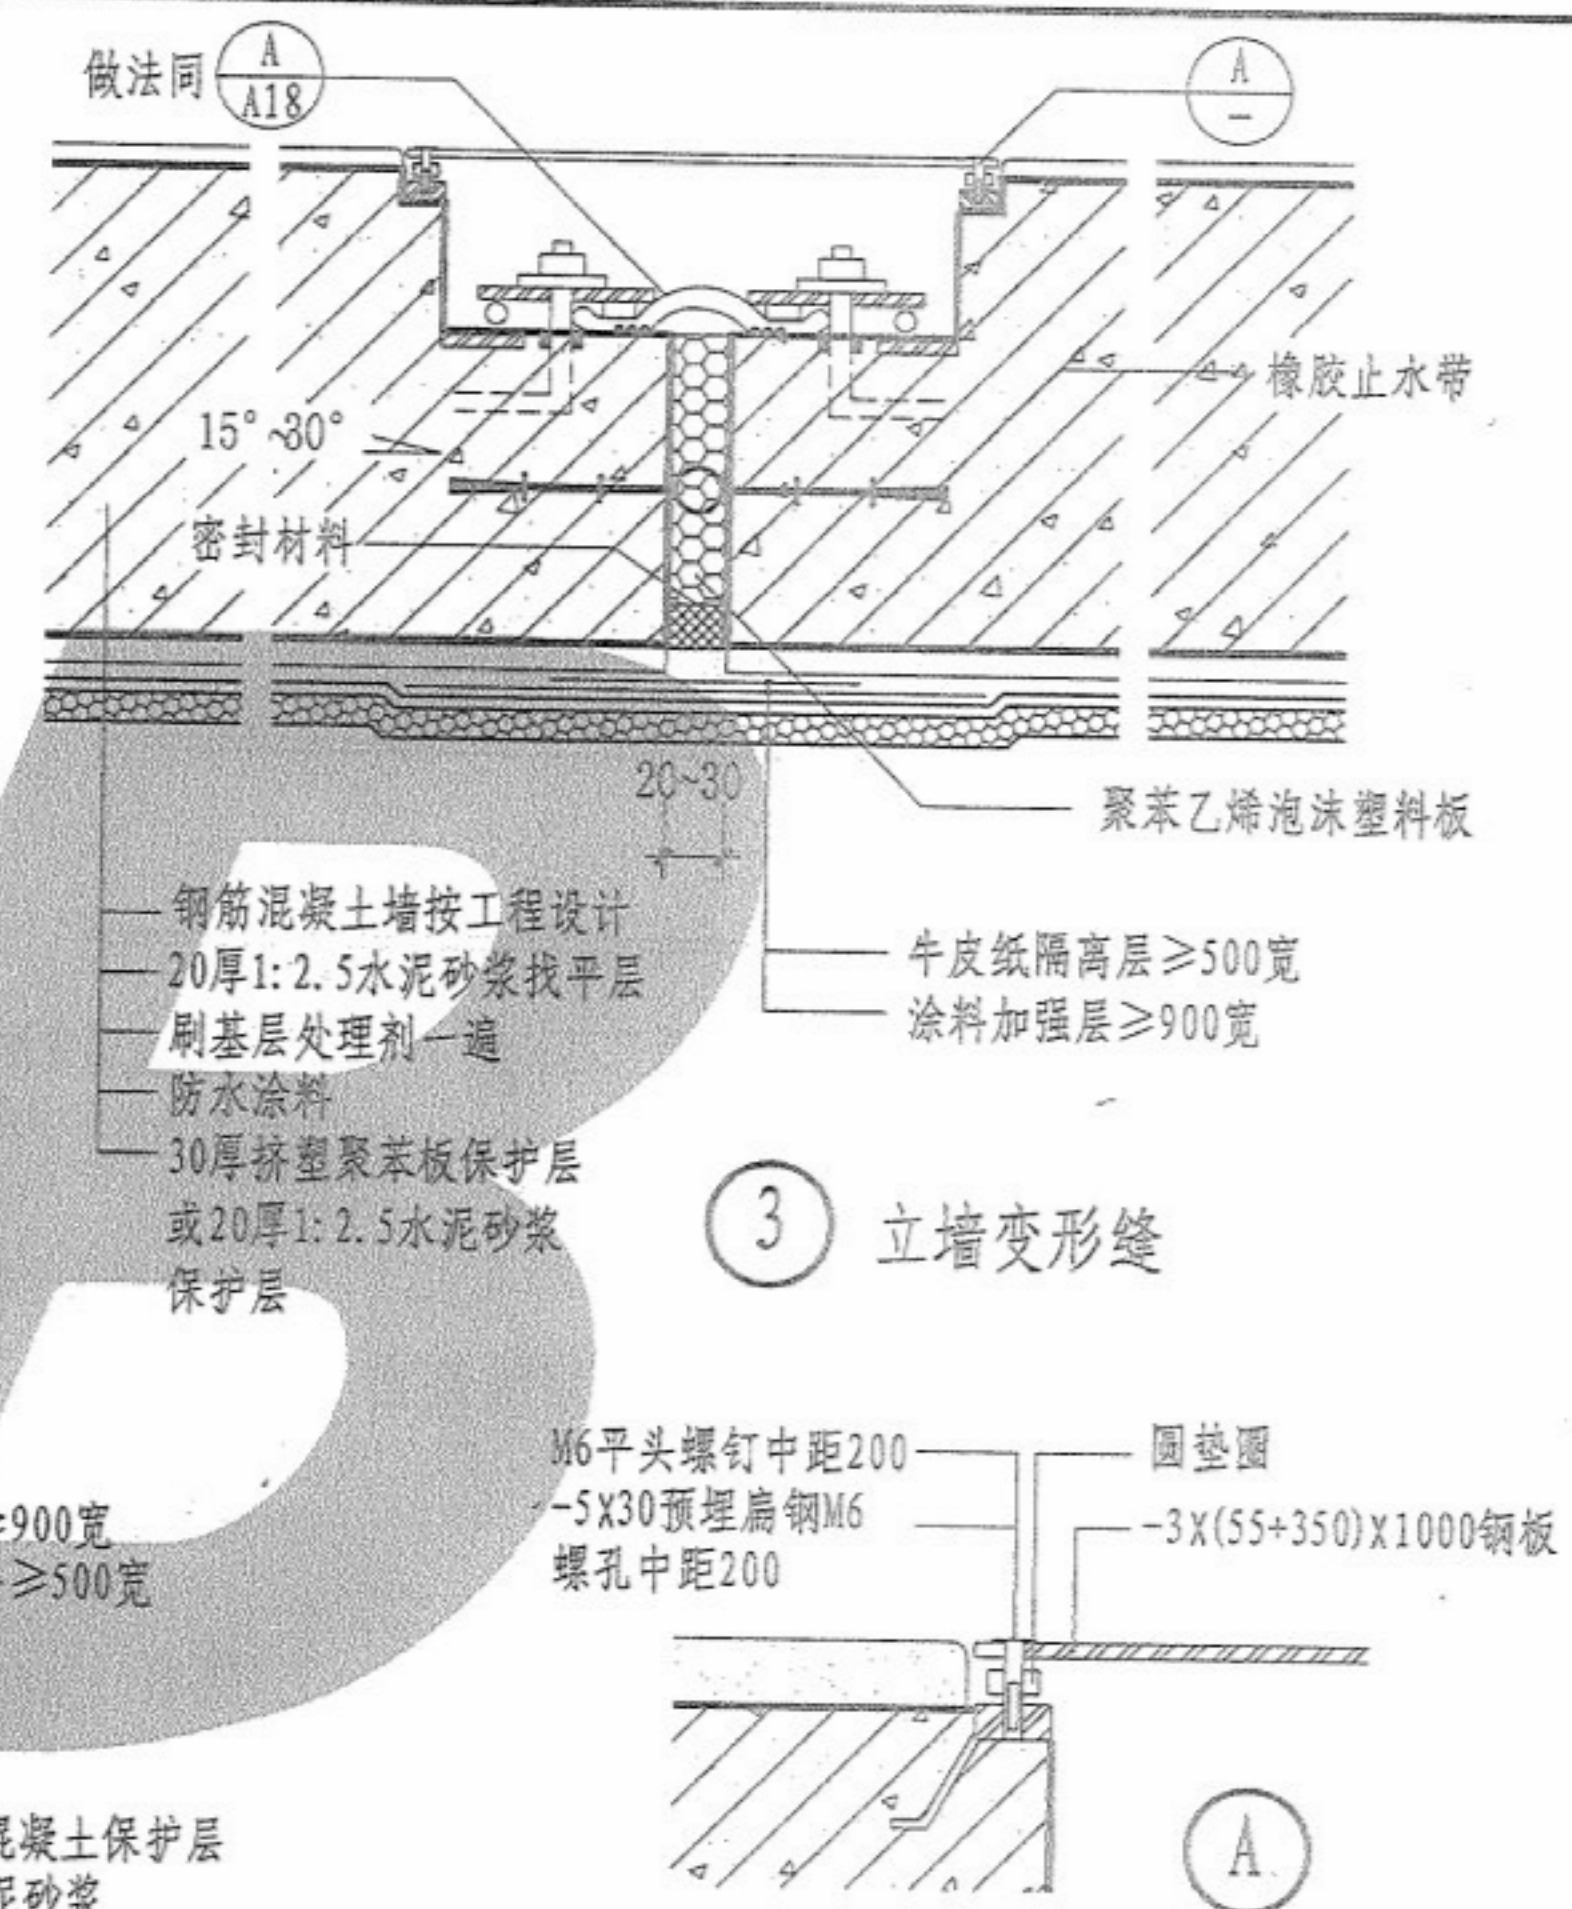 做法同
A
A18
A
-
橡胶止水带
15°~30°
密封材料
20~30
聚苯乙烯泡沫塑料板
钢筋混凝土墙按工程设计
20厚1:2.5水泥砂浆找平层
刷基层处理剂一遍
防水涂料
30厚挤塑聚苯板保护层
或20厚1:2.5水泥砂浆
保护层
牛皮纸隔离层≥500宽
涂料加强层≥900宽
3 立墙变形缝
900宽
≥500宽
混凝土保护层
泥砂浆
M6平头螺钉中距200
-5X30预埋扁钢M6
螺孔中距200
圆垫圈
-3X(55+350)X1000钢板
A